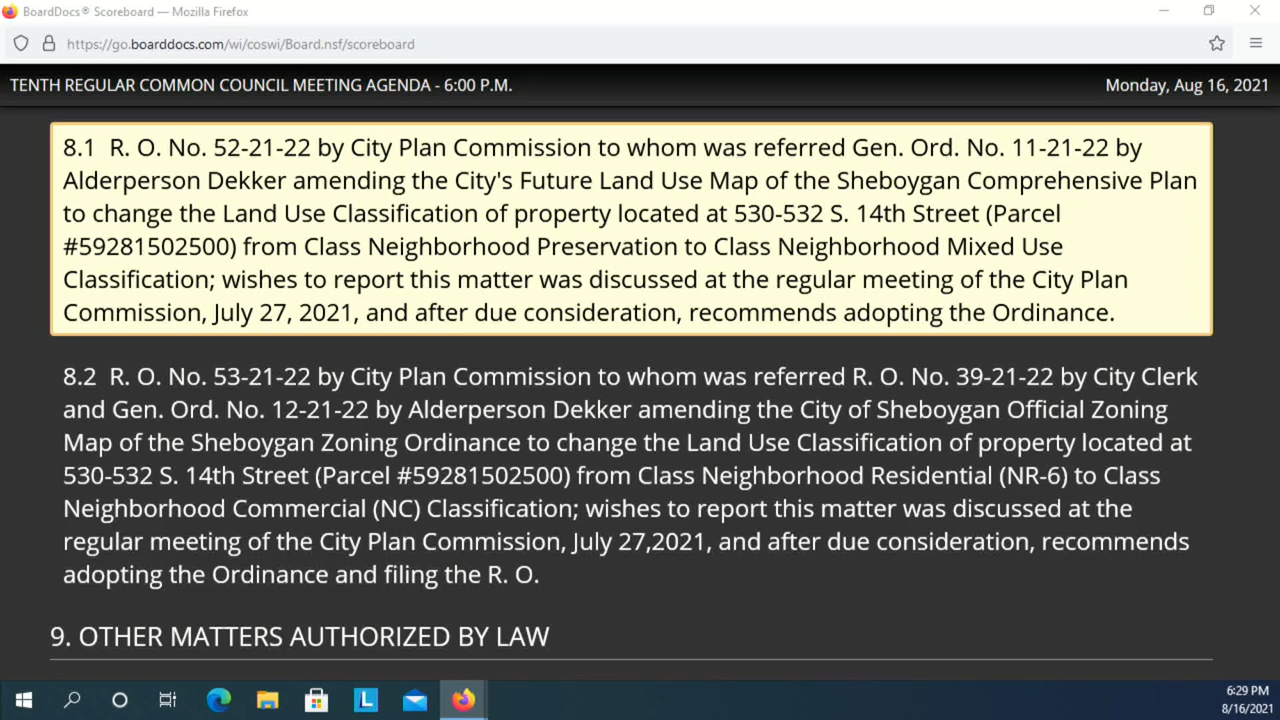 BoardDocs® Scoreboard — Mozilla Firefox
https://go.boarddocs.com/wi/coswi/Board.nsf/scoreboard
TENTH REGULAR COMMON COUNCIL MEETING AGENDA - 6:00 P.M. Monday, Aug 16, 2021
8.1 R. O. No. 52-21-22 by City Plan Commission to whom was referred Gen. Ord. No. 11-21-22 by
Alderperson Dekker amending the City's Future Land Use Map of the Sheboygan Comprehensive Plan
to change the Land Use Classification of property located at 530-532 S. 14th Street (Parcel
#59281502500) from Class Neighborhood Preservation to Class Neighborhood Mixed Use
Classification; wishes to report this matter was discussed at the regular meeting of the City Plan
Commission, July 27, 2021, and after due consideration, recommends adopting the Ordinance.
8.2 R. O. No. 53-21-22 by City Plan Commission to whom was referred R. O. No. 39-21-22 by City Clerk
and Gen. Ord. No. 12-21-22 by Alderperson Dekker amending the City of Sheboygan Official Zoning
Map of the Sheboygan Zoning Ordinance to change the Land Use Classification of property located at
530-532 S. 14th Street (Parcel #59281502500) from Class Neighborhood Residential (NR-6) to Class
Neighborhood Commercial (NC) Classification; wishes to report this matter was discussed at the
regular meeting of the City Plan Commission, July 27,2021, and after due consideration, recommends
adopting the Ordinance and filing the R. O.
9. OTHER MATTERS AUTHORIZED BY LAW
L
6:29 PM
8/16/2021